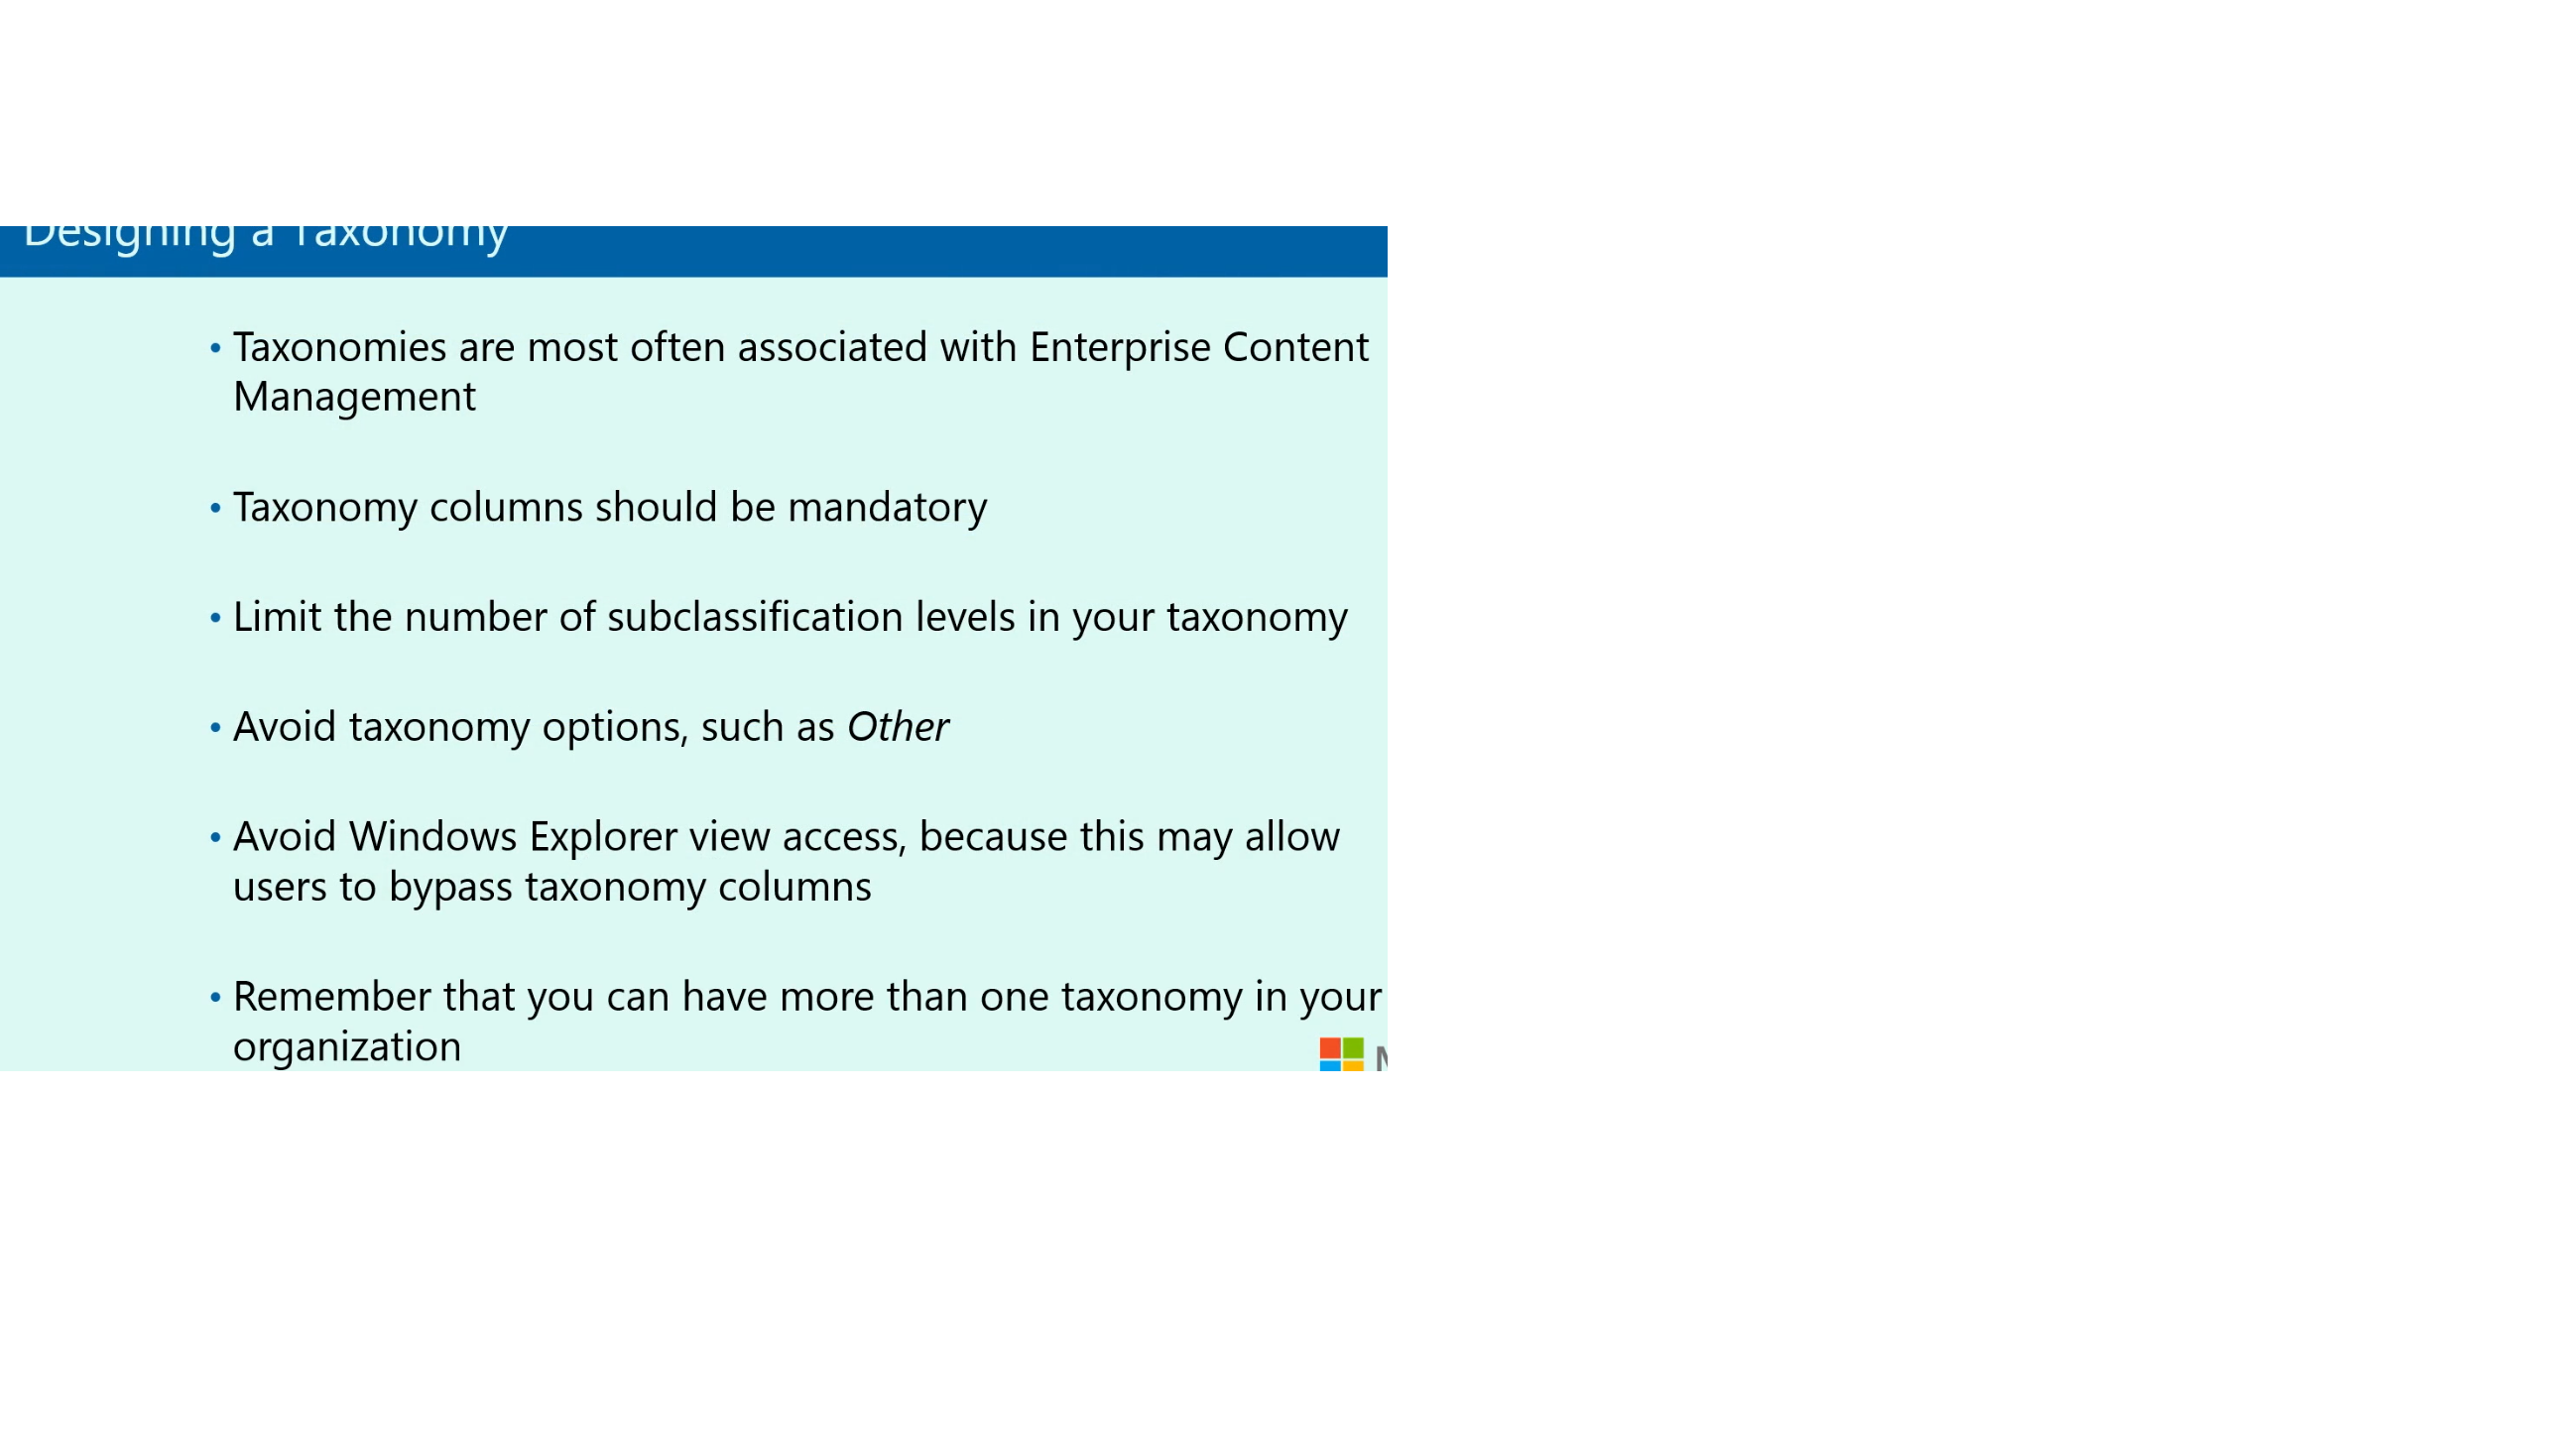 Designing a Taxonomy
• Taxonomies are most often associated with Enterprise Content
Management
• Taxonomy columns should be mandatory
• Limit the number of subclassification levels in your taxonomy
• Avoid taxonomy options, such as Other
• Avoid Windows Explorer view access, because this may allow
users to bypass taxonomy columns
• Remember that you can have more than one taxonomy in your
organization